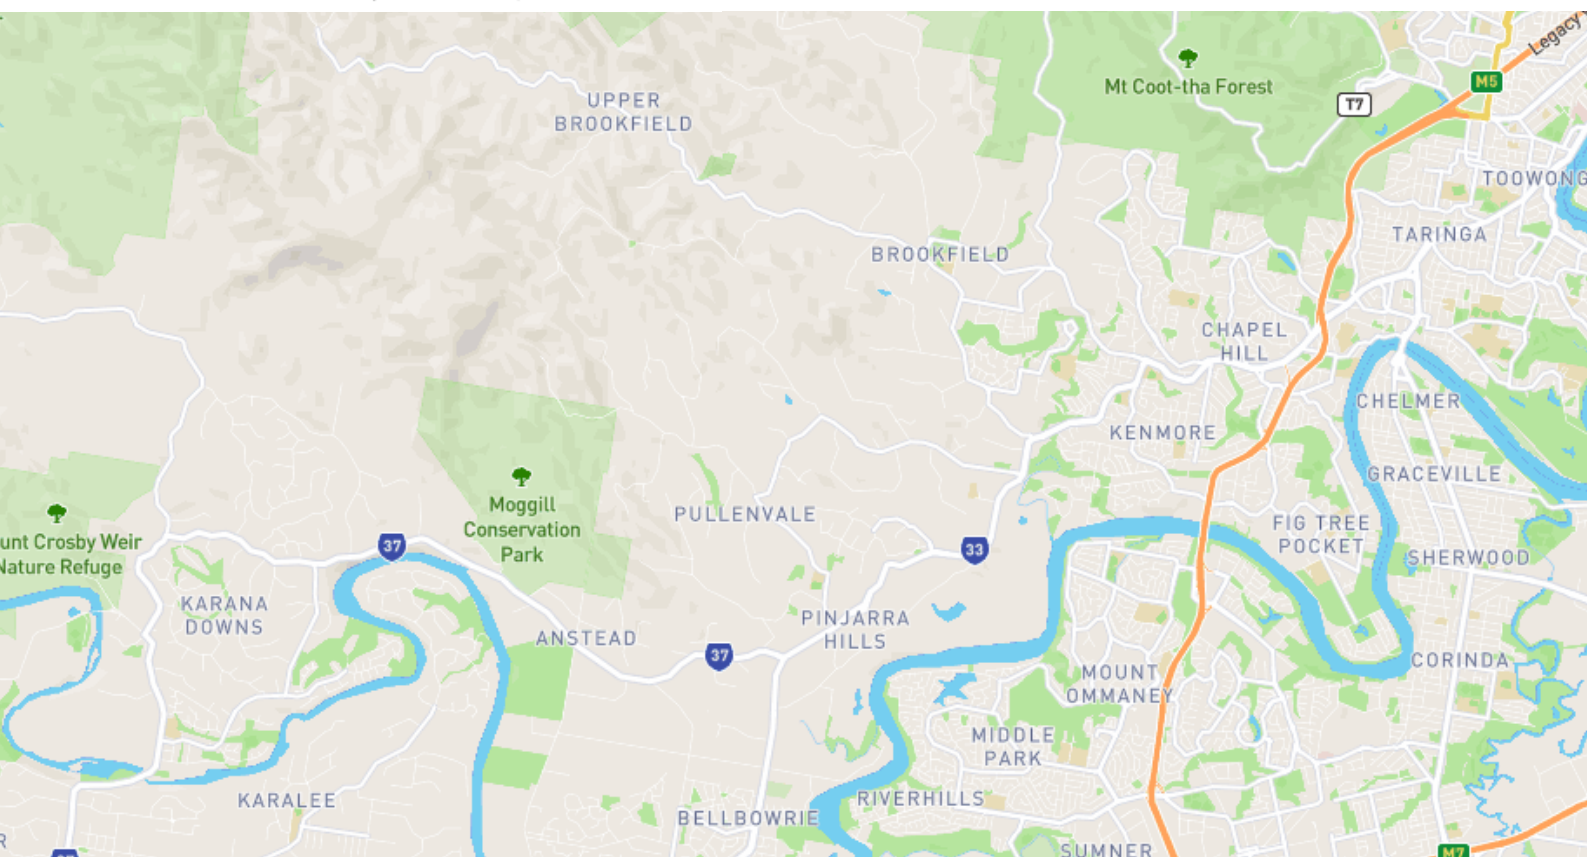 Legacy
M5
Mt Coot-tha Forest
T7
UPPER
BROOKFIELD
TOOWONG
TARINGA
BROOKFIELD
CHAPEL
HILL
CHELMER
KENMORE
GRACEVILLE
Moggill
Conservation
Park
PULLENVALE
FIG TREE
POCKET
unt Crosby Weir
Nature Refuge
37
33
SHERWOOD
KARANA
DOWNS
PINJARRA
HILLS
ANSTEAD
37
CORINDA
MOUNT
OMMANEY
MIDDLE
PARK
KARALEE
RIVERHILLS
BELLBOWRIE
R
SUMNER
M7